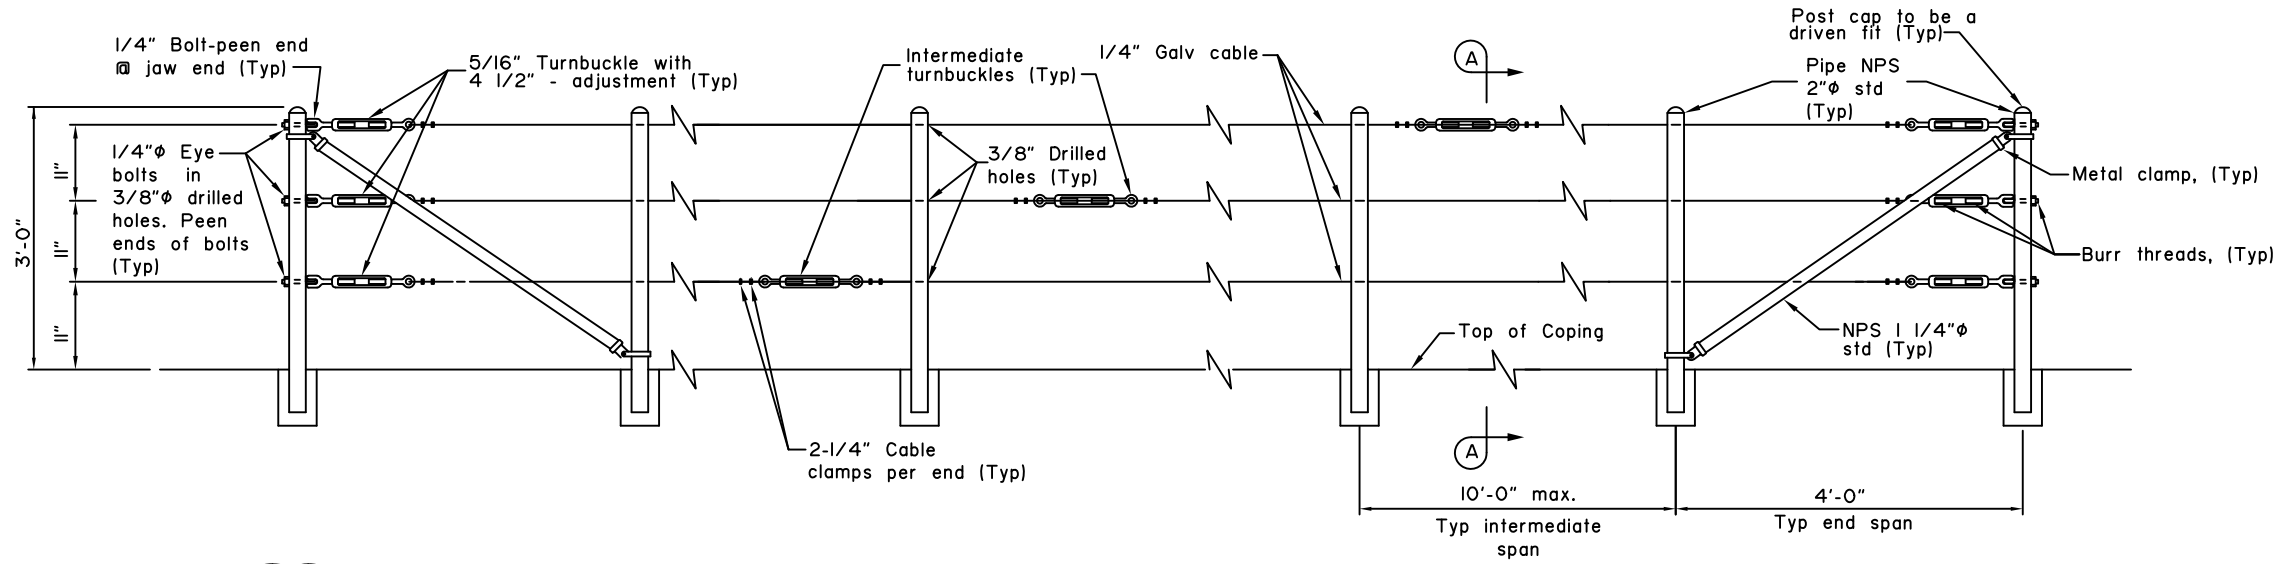 1/4" Bolt-peen end
@ jaw end (Typ)
5/16" Turnbuckle with
4 1/2" - adjustment (Typ)
Intermediate
turnbuckles (Typ)
1/4" Galv cable
A
Post cap to be a
driven fit (Typ)
Pipe NPS
2"Φ std
(Typ)
1/4"Φ Eye
bolts in
3/8"Φ drilled
holes. Peen
ends of bolts
(Typ)
3/8" Drilled
holes (Typ)
Metal clamp, (Typ)
Burr threads, (Typ)
3'-0"
11"
11"
11"
Top of Coping
NPS 1 1/4"Φ
std (Typ)
2-1/4" Cable
clamps per end (Typ)
A
10'-0" max.
Typ intermediate
span
4'-0"
Typ end span